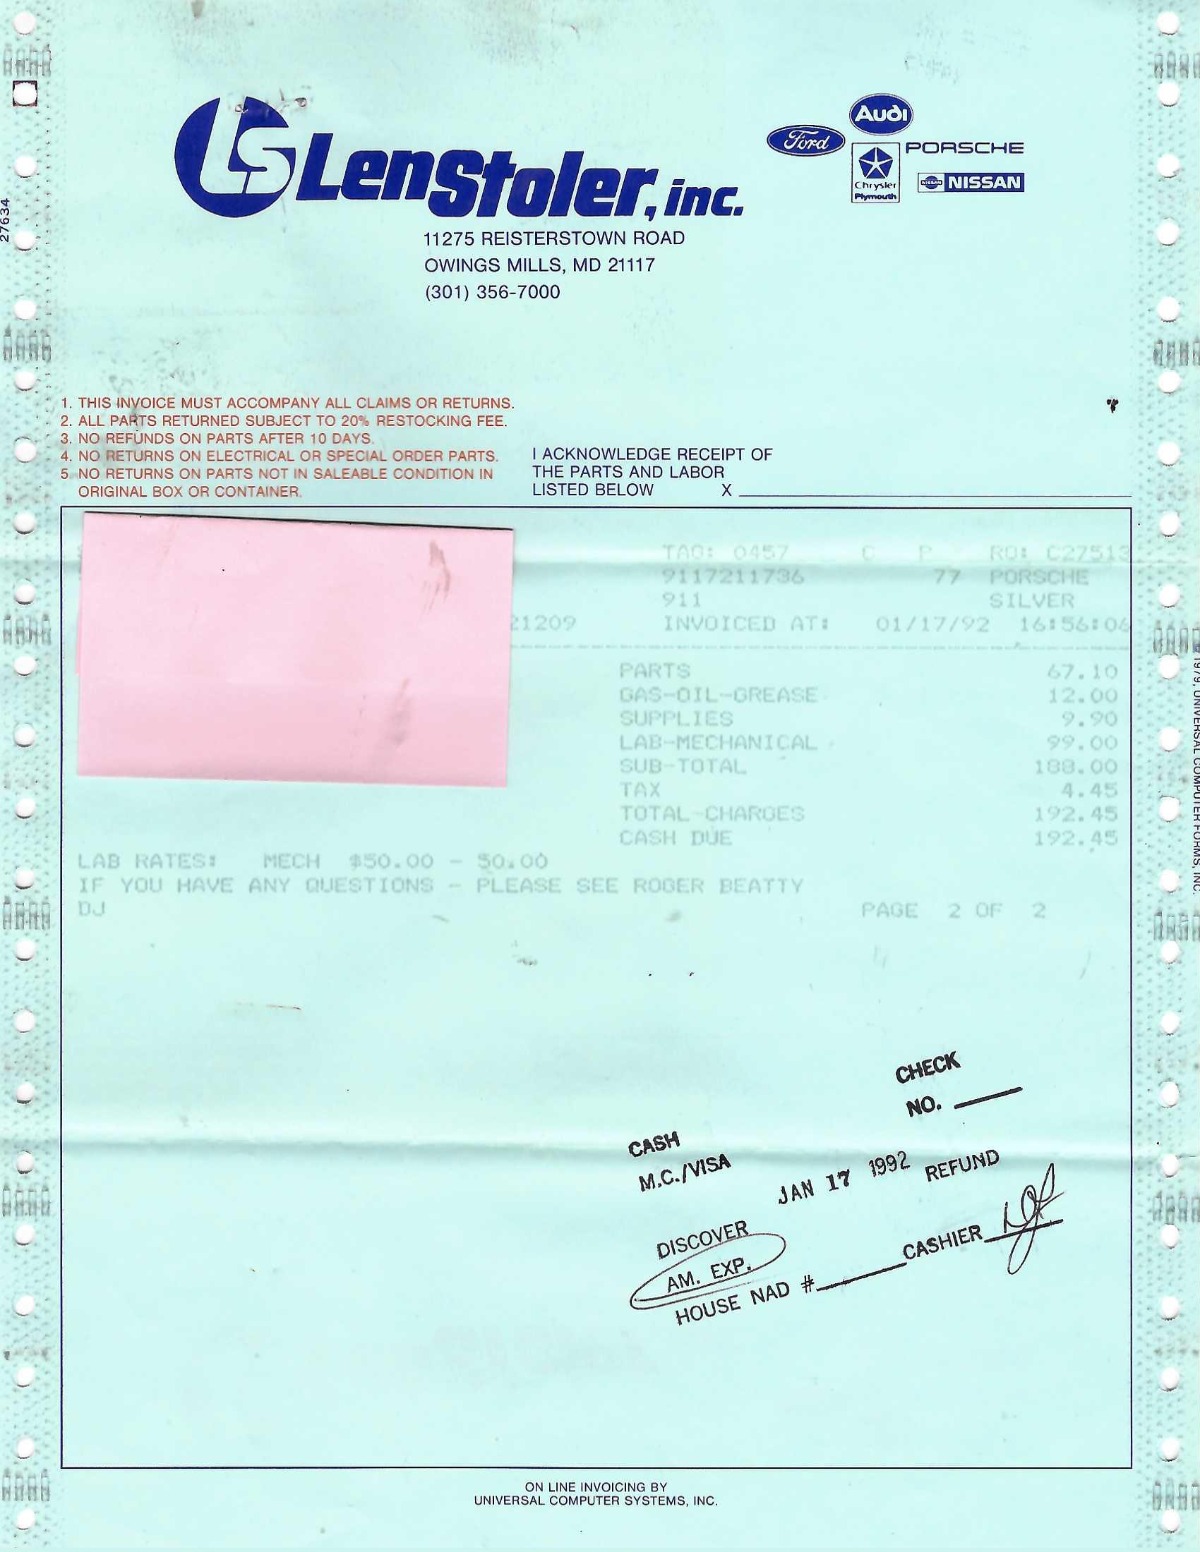 LS LenStoler, inc.
Audi
Ford
PORSCHE
Chrysler
Plymouth
NISSAN
11275 REISTERSTOWN ROAD
OWINGS MILLS, MD 21117
(301) 356-7000
27634
1. THIS INVOICE MUST ACCOMPANY ALL CLAIMS OR RETURNS.
2. ALL PARTS RETURNED SUBJECT TO 20% RESTOCKING FEE.
3. NO REFUNDS ON PARTS AFTER 10 DAYS.
4. NO RETURNS ON ELECTRICAL OR SPECIAL ORDER PARTS.
5. NO RETURNS ON PARTS NOT IN SALEABLE CONDITION IN
ORIGINAL BOX OR CONTAINER.
I ACKNOWLEDGE RECEIPT OF
THE PARTS AND LABOR
LISTED BELOW X
TAG: 0457 C P RO: C27513
9117211736 77 PORSCHE
911 SILVER
21209 INVOICED AT: 01/17/92 16:56:06
PARTS 67.10
GAS-OIL-GREASE 12.00
SUPPLIES 9.90
LAB-MECHANICAL 99.00
SUB-TOTAL 188.00
TAX 4.45
TOTAL CHARGES 192.45
CASH DUE 192.45
LAB RATES: MECH $50.00 - 50.00
IF YOU HAVE ANY QUESTIONS - PLEASE SEE ROGER BEATTY
DJ PAGE 2 OF 2
CHECK
NO.
CASH
M.C./VISA JAN 17 1992 REFUND
DISCOVER
AM. EXP. CASHIER
HOUSE NAD #
1979, UNIVERSAL COMPUTER FORMS, INC.
ON LINE INVOICING BY
UNIVERSAL COMPUTER SYSTEMS, INC.